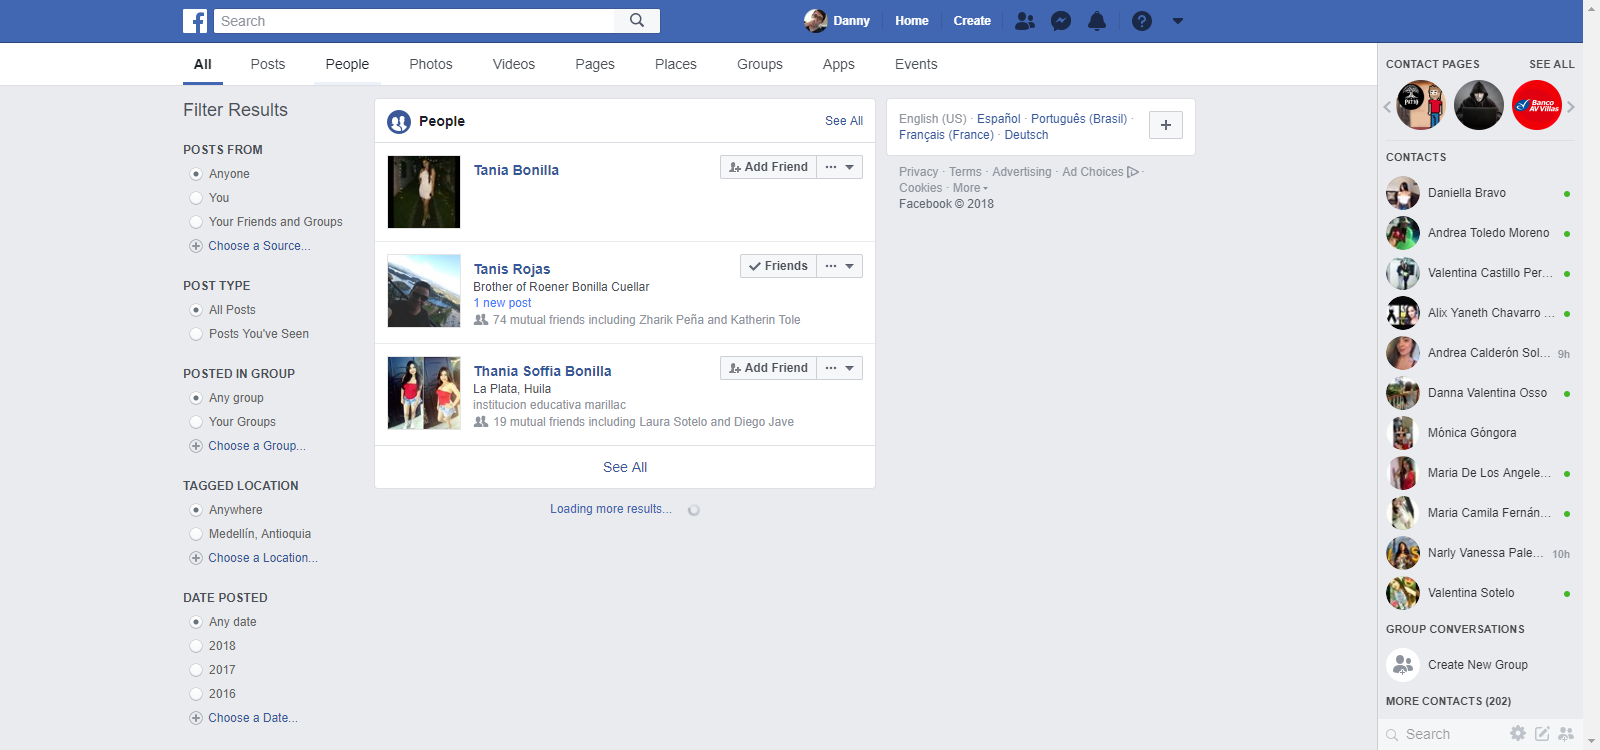 Search
Danny
Home
Create
All
Posts
People
Photos
Videos
Pages
Places
Groups
Apps
Events
Filter Results
POSTS FROM
Anyone
You
Your Friends and Groups
Choose a Source...
POST TYPE
All Posts
Posts You've Seen
POSTED IN GROUP
Any group
Your Groups
Choose a Group...
TAGGED LOCATION
Anywhere
Medellín, Antioquia
Choose a Location...
DATE POSTED
Any date
2018
2017
2016
Choose a Date...
People
See All
Tania Bonilla
Add Friend
Tanis Rojas
Friends
Brother of Roener Bonilla Cuellar
1 new post
74 mutual friends including Zharik Peña and Katherin Tole
Thania Soffia Bonilla
Add Friend
La Plata, Huila
institucion educativa marillac
19 mutual friends including Laura Sotelo and Diego Jave
See All
Loading more results...
English (US) · Español · Português (Brasil) ·
Français (France) · Deutsch
Privacy · Terms · Advertising · Ad Choices ·
Cookies · More
Facebook © 2018
CONTACT PAGES
SEE ALL
Banco
AV Villas
CONTACTS
Daniella Bravo
Andrea Toledo Moreno
Valentina Castillo Per...
Alix Yaneth Chavarro ...
Andrea Calderón Sol... 9h
Danna Valentina Osso
Mónica Góngora
Maria De Los Angele...
Maria Camila Fernán...
Narly Vanessa Pale... 10h
Valentina Sotelo
GROUP CONVERSATIONS
Create New Group
MORE CONTACTS (202)
Search